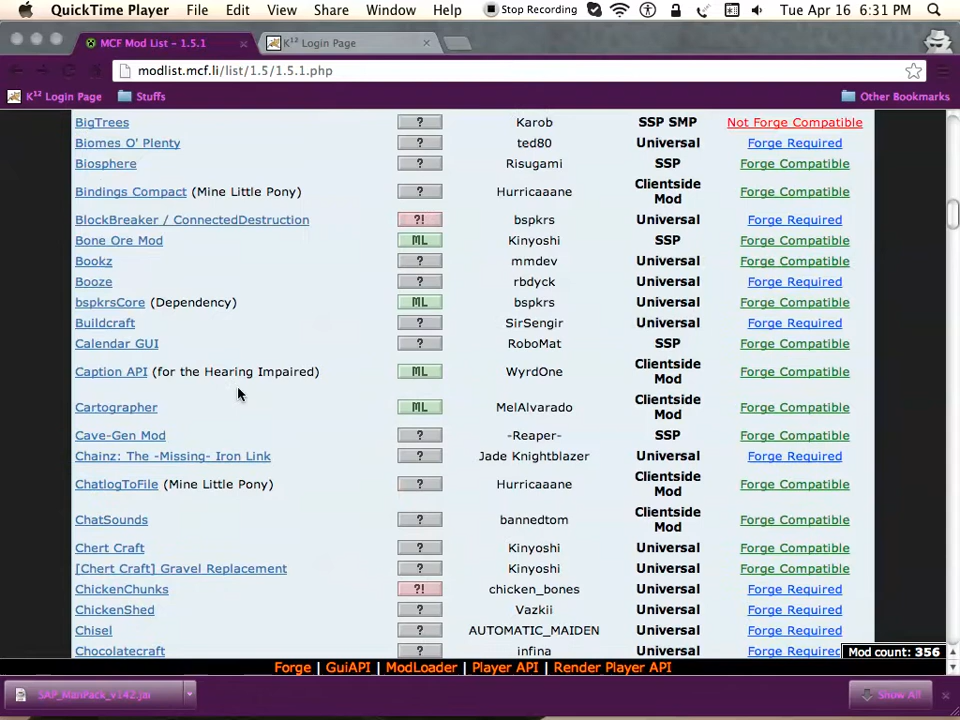 QuickTime Player File Edit View Share Window Help Stop Recording Tue Apr 16 6:31 PM
MCF Mod List – 1.5.1 K¹² Login Page
modlist.mcf.li/list/1.5/1.5.1.php
K¹² Login Page Stuffs Other Bookmarks
BigTrees ? Karob SSP SMP Not Forge Compatible
Biomes O' Plenty ? ted80 Universal Forge Required
Biosphere ? Risugami SSP Forge Compatible
Bindings Compact (Mine Little Pony) ? Hurricaaane Clientside Mod Forge Compatible
BlockBreaker / ConnectedDestruction ?! bspkrs Universal Forge Required
Bone Ore Mod ML Kinyoshi SSP Forge Compatible
Bookz ? mmdev Universal Forge Compatible
Booze ? rbdyck Universal Forge Required
bspkrsCore (Dependency) ML bspkrs Universal Forge Compatible
Buildcraft ? SirSengir Universal Forge Required
Calendar GUI ? RoboMat SSP Forge Compatible
Caption API (for the Hearing Impaired) ML WyrdOne Clientside Mod Forge Compatible
Cartographer ML MelAlvarado Clientside Mod Forge Compatible
Cave-Gen Mod ? -Reaper- SSP Forge Compatible
Chainz: The -Missing- Iron Link ? Jade Knightblazer Universal Forge Required
ChatlogToFile (Mine Little Pony) ? Hurricaaane Clientside Mod Forge Compatible
ChatSounds ? bannedtom Clientside Mod Forge Compatible
Chert Craft ? Kinyoshi Universal Forge Compatible
[Chert Craft] Gravel Replacement ? Kinyoshi Universal Forge Compatible
ChickenChunks ?! chicken_bones Universal Forge Required
ChickenShed ? Vazkii Universal Forge Required
Chisel ? AUTOMATIC_MAIDEN Universal Forge Required
Chocolatecraft ? infina Universal Forge Required Mod count: 356
Forge | GuiAPI | ModLoader | Player API | Render Player API
SAP_ManPack_v142.jar Show All